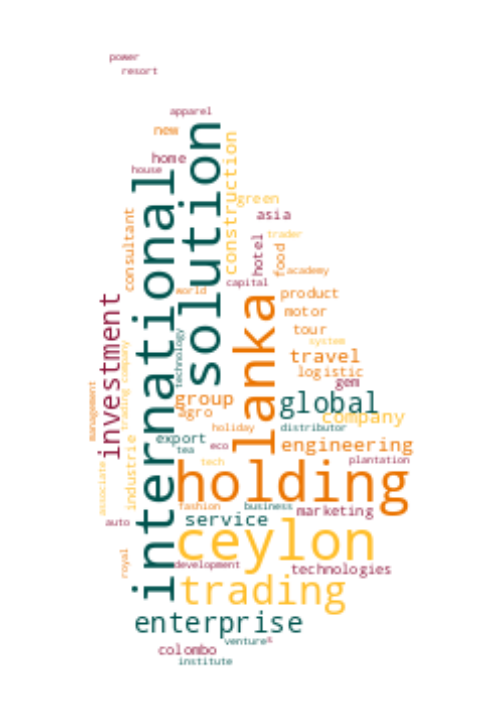 power
resort
apparel
new
solution
construction
home
house
international
green
asia
consultant
trader
hotel
food
academy
capital
world
product
investment
lanka
motor
tour
technology
system
trading company
travel
logistic
gem
management
group
global
agro
company
holiday
distributor
export
tea
eco
engineering
industrie
tech
plantation
associate
holding
fashion
business
marketing
auto
service
ceylon
royal
development
technologies
trading
enterprise
venture
s
colombo
institute